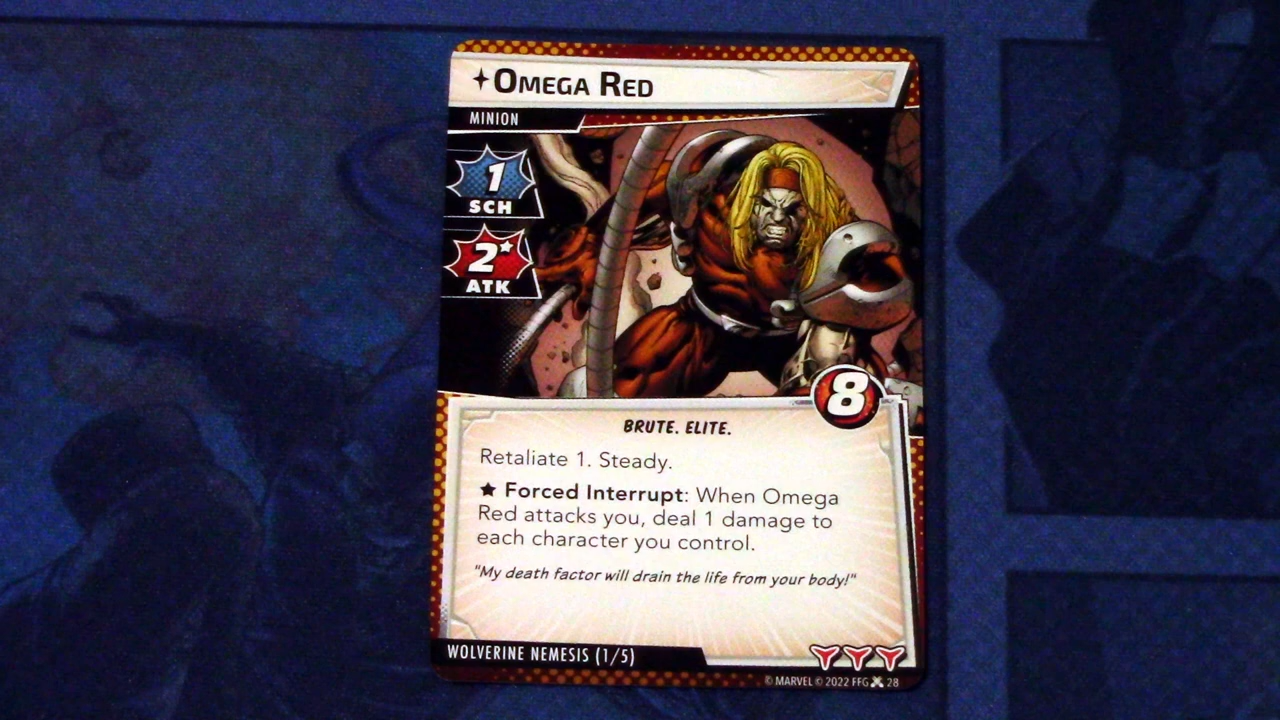 OMEGA RED
MINION
1
SCH
2
ATK
8
BRUTE. ELITE.
Retaliate 1. Steady.
★ Forced Interrupt: When Omega
Red attacks you, deal 1 damage to
each character you control.
"My death factor will drain the life from your body!"
WOLVERINE NEMESIS (1/5)
© MARVEL © 2022 FFG 28